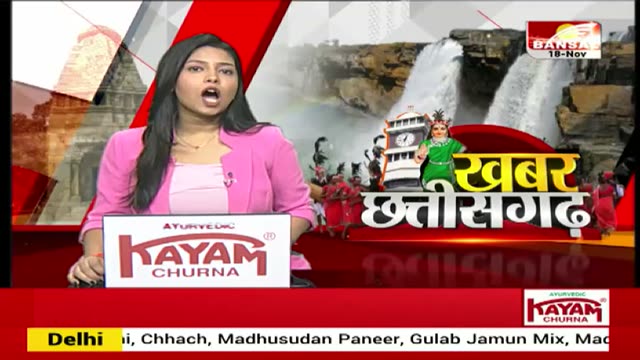 BANSAL
18-Nov
खबर
छत्तीसगढ़
AYURVEDIC
KAYAM®
CHURNA
AYURVEDIC
KAYAM
CHURNA
Delhi
Chhach, Madhusudan Paneer, Gulab Jamun Mix,